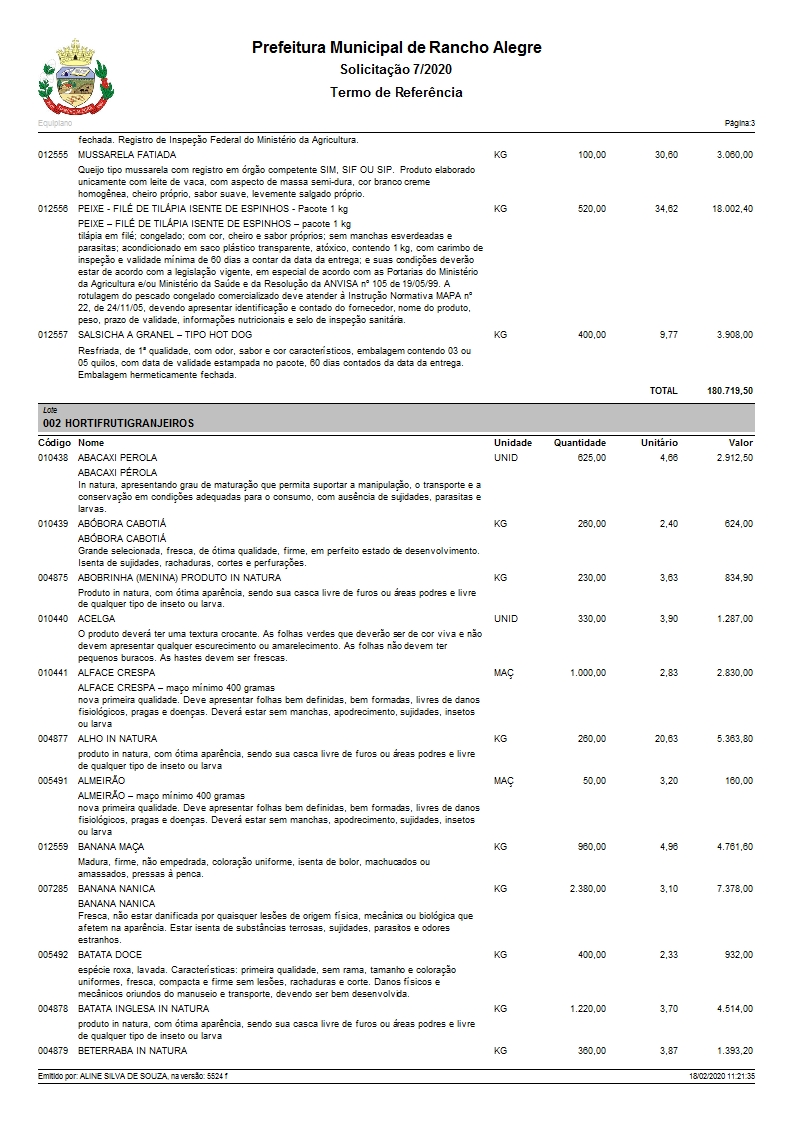 Prefeitura Municipal de Rancho Alegre
Solicitação 7/2020
Termo de Referência
Equiplano Página:3
fechada. Registro de Inspeção Federal do Ministério da Agricultura.
012555 MUSSARELA FATIADA KG 100,00 30,60 3.060,00
Queijo tipo mussarela com registro em órgão competente SIM, SIF OU SIP. Produto elaborado
unicamente com leite de vaca, com aspecto de massa semi-dura, cor branco creme
homogênea, cheiro próprio, sabor suave, levemente salgado próprio.
012556 PEIXE - FILÉ DE TILÁPIA ISENTE DE ESPINHOS - Pacote 1 kg KG 520,00 34,62 18.002,40
PEIXE – FILÉ DE TILÁPIA ISENTE DE ESPINHOS – pacote 1 kg
tilápia em filé; congelado; com cor, cheiro e sabor próprios; sem manchas esverdeadas e
parasitas; acondicionado em saco plástico transparente, atóxico, contendo 1 kg, com carimbo de
inspeção e validade mínima de 60 dias a contar da data da entrega; e suas condições deverão
estar de acordo com a legislação vigente, em especial de acordo com as Portarias do Ministério
da Agricultura e/ou Ministério da Saúde e da Resolução da ANVISA n° 105 de 19/05/99. A
rotulagem do pescado congelado comercializado deve atender à Instrução Normativa MAPA n°
22, de 24/11/05, devendo apresentar identificação e contado do fornecedor, nome do produto,
peso, prazo de validade, informações nutricionais e selo de inspeção sanitária.
012557 SALSICHA A GRANEL – TIPO HOT DOG KG 400,00 9,77 3.908,00
Resfriada, de 1ª qualidade, com odor, sabor e cor característicos, embalagem contendo 03 ou
05 quilos, com data de validade estampada no pacote, 60 dias contados da data da entrega.
Embalagem hermeticamente fechada.
TOTAL 180.719,50
Lote
002 HORTIFRUTIGRANJEIROS
Código Nome Unidade Quantidade Unitário Valor
010438 ABACAXI PEROLA UNID 625,00 4,66 2.912,50
ABACAXI PÉROLA
In natura, apresentando grau de maturação que permita suportar a manipulação, o transporte e a
conservação em condições adequadas para o consumo, com ausência de sujidades, parasitas e
larvas.
010439 ABÓBORA CABOTIÁ KG 260,00 2,40 624,00
ABÓBORA CABOTIÁ
Grande selecionada, fresca, de ótima qualidade, firme, em perfeito estado de desenvolvimento.
Isenta de sujidades, rachaduras, cortes e perfurações.
004875 ABOBRINHA (MENINA) PRODUTO IN NATURA KG 230,00 3,63 834,90
Produto in natura, com ótima aparência, sendo sua casca livre de furos ou áreas podres e livre
de qualquer tipo de inseto ou larva.
010440 ACELGA UNID 330,00 3,90 1.287,00
O produto deverá ter uma textura crocante. As folhas verdes que deverão ser de cor viva e não
devem apresentar qualquer escurecimento ou amarelecimento. As folhas não devem ter
pequenos buracos. As hastes devem ser frescas.
010441 ALFACE CRESPA MAÇ 1.000,00 2,83 2.830,00
ALFACE CRESPA – maço mínimo 400 gramas
nova primeira qualidade. Deve apresentar folhas bem definidas, bem formadas, livres de danos
fisiológicos, pragas e doenças. Deverá estar sem manchas, apodrecimento, sujidades, insetos
ou larva
004877 ALHO IN NATURA KG 260,00 20,63 5.363,80
produto in natura, com ótima aparência, sendo sua casca livre de furos ou áreas podres e livre
de qualquer tipo de inseto ou larva
005491 ALMEIRÃO MAÇ 50,00 3,20 160,00
ALMEIRÃO – maço mínimo 400 gramas
nova primeira qualidade. Deve apresentar folhas bem definidas, bem formadas, livres de danos
fisiológicos, pragas e doenças. Deverá estar sem manchas, apodrecimento, sujidades, insetos
ou larva
012559 BANANA MAÇA KG 960,00 4,96 4.761,60
Madura, firme, não empedrada, coloração uniforme, isenta de bolor, machucados ou
amassados, pressas à penca.
007285 BANANA NANICA KG 2.380,00 3,10 7.378,00
BANANA NANICA
Fresca, não estar danificada por quaisquer lesões de origem física, mecânica ou biológica que
afetem na aparência. Estar isenta de substâncias terrosas, sujidades, parasitos e odores
estranhos.
005492 BATATA DOCE KG 400,00 2,33 932,00
espécie roxa, lavada. Características: primeira qualidade, sem rama, tamanho e coloração
uniformes, fresca, compacta e firme sem lesões, rachaduras e corte. Danos físicos e
mecânicos oriundos do manuseio e transporte, devendo ser bem desenvolvida.
004878 BATATA INGLESA IN NATURA KG 1.220,00 3,70 4.514,00
produto in natura, com ótima aparência, sendo sua casca livre de furos ou áreas podres e livre
de qualquer tipo de inseto ou larva
004879 BETERRABA IN NATURA KG 360,00 3,87 1.393,20
Emitido por: ALINE SILVA DE SOUZA, na versão: 5524 f 18/02/2020 11:21:35